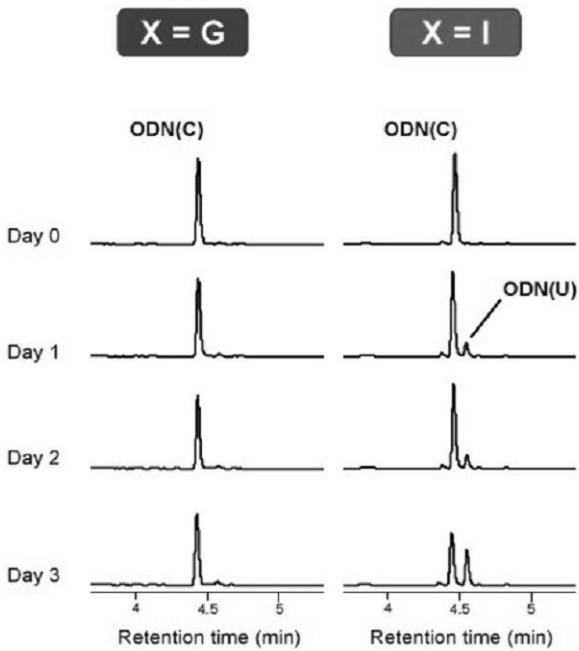 X = G X = I
ODN(C) ODN(C)
Day 0
ODN(U)
Day 1
Day 2
Day 3
4 4.5 5 4 4.5 5
Retention time (min) Retention time (min)